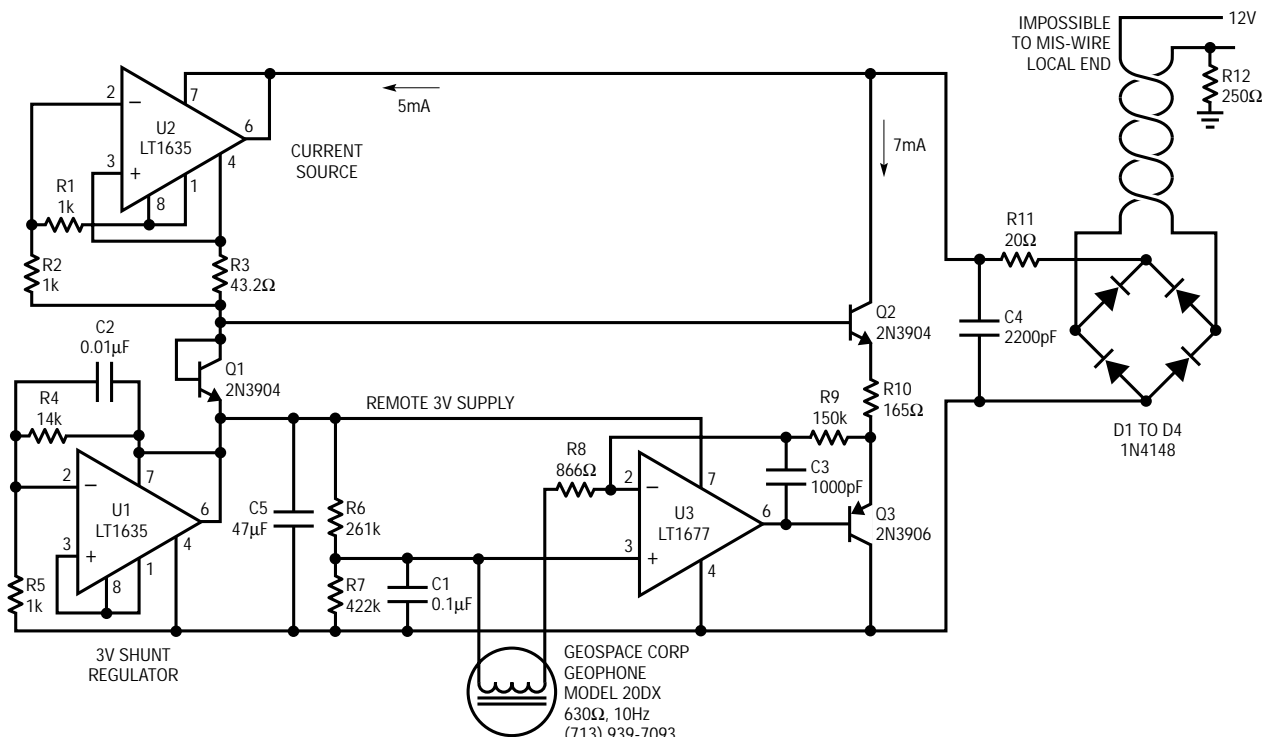 IMPOSSIBLE
TO MIS-WIRE
LOCAL END
12V
R12
250Ω
2
7
−
U2
LT1635
6
3
+
4
1
8
5mA
CURRENT
SOURCE
7mA
R1
1k
R2
1k
R3
43.2Ω
R11
20Ω
C4
2200pF
D1 TO D4
1N4148
Q2
2N3904
C2
0.01µF
Q1
2N3904
R4
14k
REMOTE 3V SUPPLY
R9
150k
R10
165Ω
R8
866Ω
C3
1000pF
2
7
−
U1
LT1635
6
3
+
1
8
4
R5
1k
C5
47µF
R6
261k
R7
422k
C1
0.1µF
2
7
−
U3
LT1677
6
3
+
4
Q3
2N3906
3V SHUNT
REGULATOR
GEOSPACE CORP
GEOPHONE
MODEL 20DX
630Ω, 10Hz
(713) 939-7093